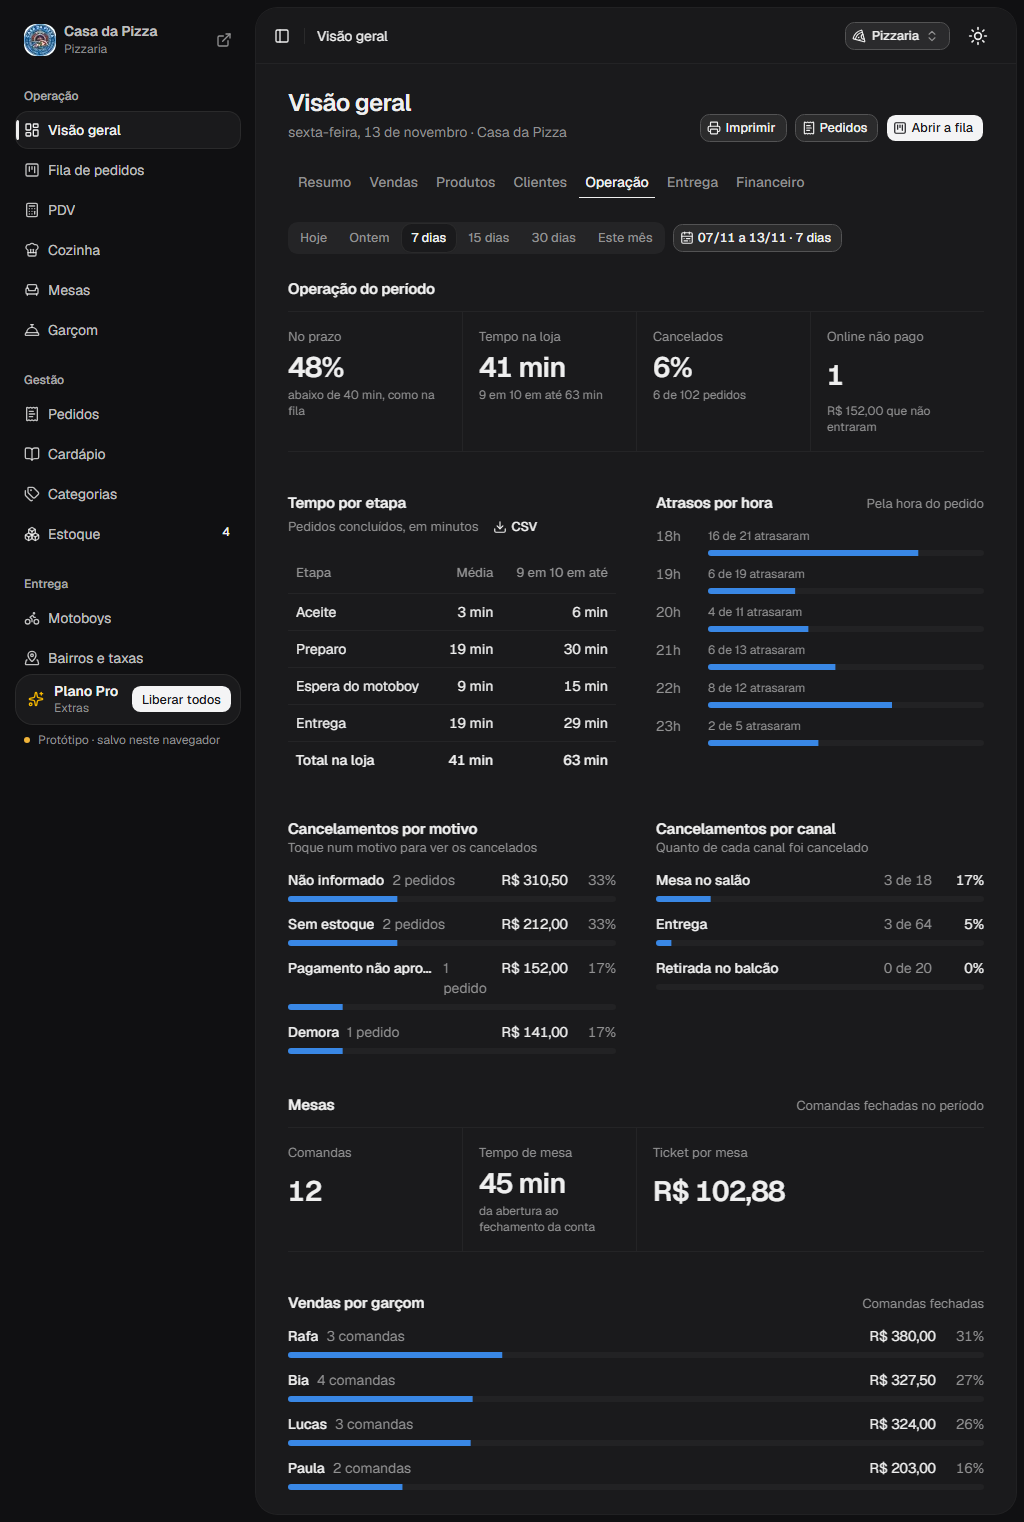 Casa da Pizza
Pizzaria
Operação
Visão geral
Fila de pedidos
PDV
Cozinha
Mesas
Garçom
Gestão
Pedidos
Cardápio
Categorias
Estoque 4
Entrega
Motoboys
Bairros e taxas
Plano Pro
Extras
Liberar todos
Protótipo · salvo neste navegador
Visão geral
Pizzaria
Visão geral
sexta-feira, 13 de novembro · Casa da Pizza
Imprimir Pedidos Abrir a fila
Resumo Vendas Produtos Clientes Operação Entrega Financeiro
Hoje Ontem 7 dias 15 dias 30 dias Este mês 07/11 a 13/11 · 7 dias
Operação do período
No prazo
48%
abaixo de 40 min, como na
fila
Tempo na loja
41 min
9 em 10 em até 63 min
Cancelados
6%
6 de 102 pedidos
Online não pago
1
R$ 152,00 que não
entraram
Tempo por etapa
Pedidos concluídos, em minutos CSV
Etapa Média 9 em 10 em até
Aceite 3 min 6 min
Preparo 19 min 30 min
Espera do motoboy 9 min 15 min
Entrega 19 min 29 min
Total na loja 41 min 63 min
Atrasos por hora Pela hora do pedido
18h 16 de 21 atrasaram
19h 6 de 19 atrasaram
20h 4 de 11 atrasaram
21h 6 de 13 atrasaram
22h 8 de 12 atrasaram
23h 2 de 5 atrasaram
Cancelamentos por motivo
Toque num motivo para ver os cancelados
Não informado 2 pedidos R$ 310,50 33%
Sem estoque 2 pedidos R$ 212,00 33%
Pagamento não apro... 1 R$ 152,00 17%
pedido
Demora 1 pedido R$ 141,00 17%
Cancelamentos por canal
Quanto de cada canal foi cancelado
Mesa no salão 3 de 18 17%
Entrega 3 de 64 5%
Retirada no balcão 0 de 20 0%
Mesas Comandas fechadas no período
Comandas
12
Tempo de mesa
45 min
da abertura ao
fechamento da conta
Ticket por mesa
R$ 102,88
Vendas por garçom Comandas fechadas
Rafa 3 comandas R$ 380,00 31%
Bia 4 comandas R$ 327,50 27%
Lucas 3 comandas R$ 324,00 26%
Paula 2 comandas R$ 203,00 16%